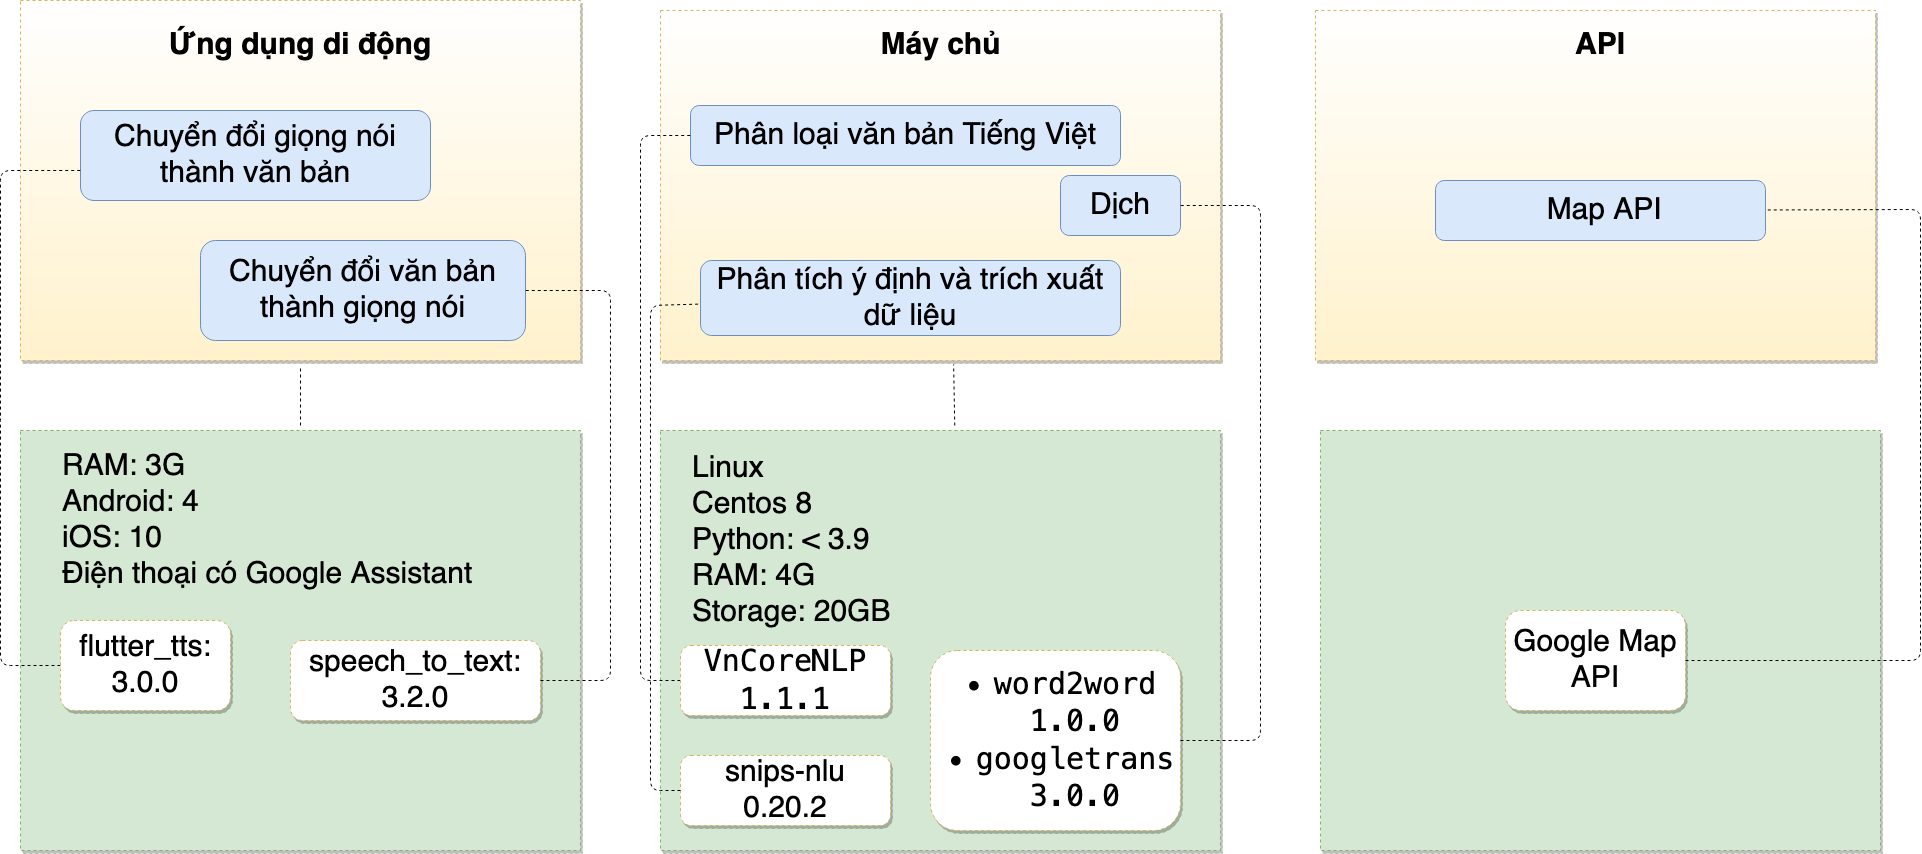 Ứng dụng di động
Chuyển đổi giọng nói
thành văn bản
Chuyển đổi văn bản
thành giọng nói
Máy chủ
Phân loại văn bản Tiếng Việt
Dịch
Phân tích ý định và trích xuất
dữ liệu
API
Map API
RAM: 3G
Android: 4
iOS: 10
Điện thoại có Google Assistant
flutter_tts:
3.0.0
speech_to_text:
3.2.0
Linux
Centos 8
Python: < 3.9
RAM: 4G
Storage: 20GB
VnCoreNLP
1.1.1
snips-nlu
0.20.2
• word2word
1.0.0
• googletrans
3.0.0
Google Map
API